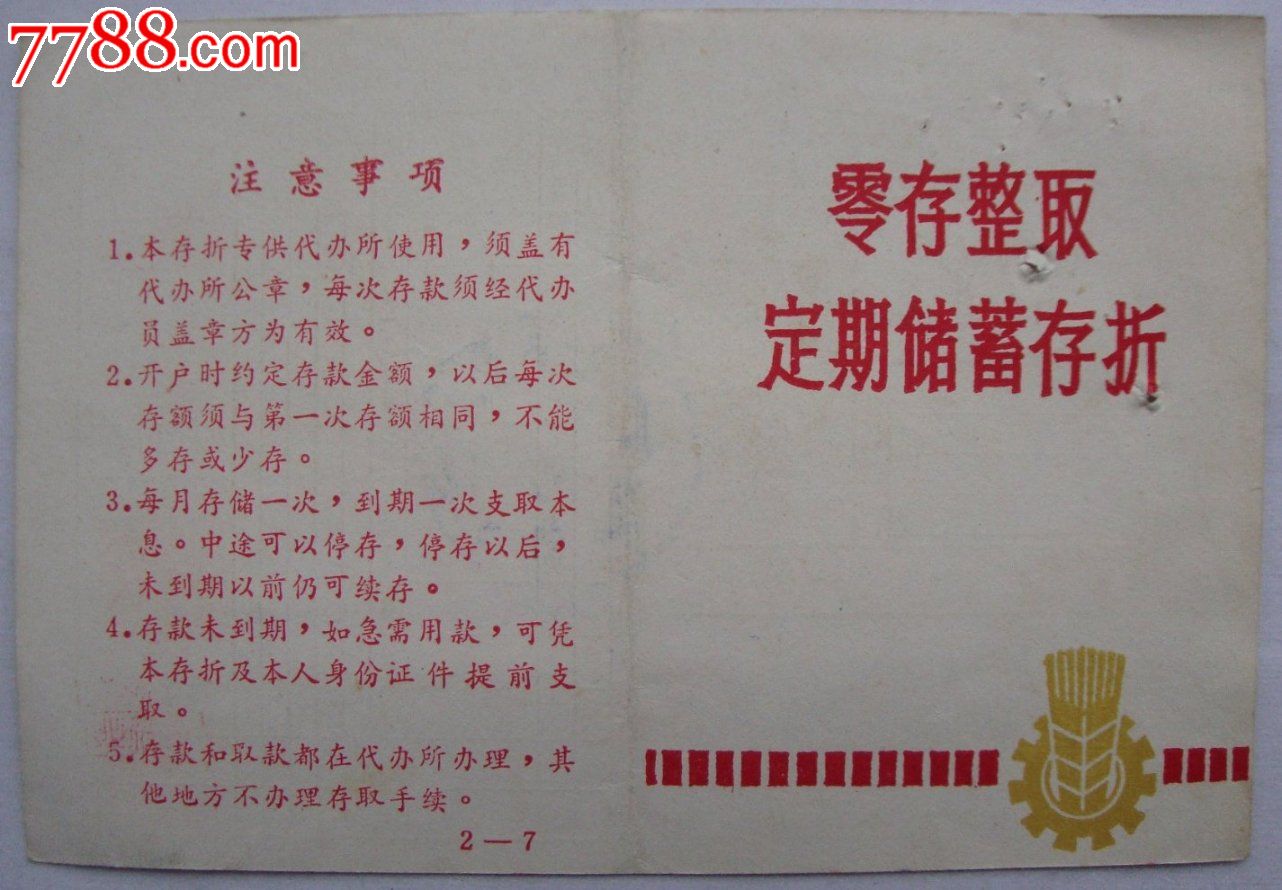 7788.com
注意事项
1.本存折专供代办所使用，须盖有
代办所公章，每次存款须经代办
员盖章方为有效。
2.开户时约定存款金额，以后每次
存额须与第一次存额相同，不能
多存或少存。
3.每月存储一次，到期一次支取本
息。中途可以停存，停存以后，
未到期以前仍可续存。
4.存款未到期，如急需用款，可凭
本存折及本人身份证件提前支
取。
5.存款和取款都在代办所办理，其
他地方不办理存取手续。
2—7
零存整取
定期储蓄存折